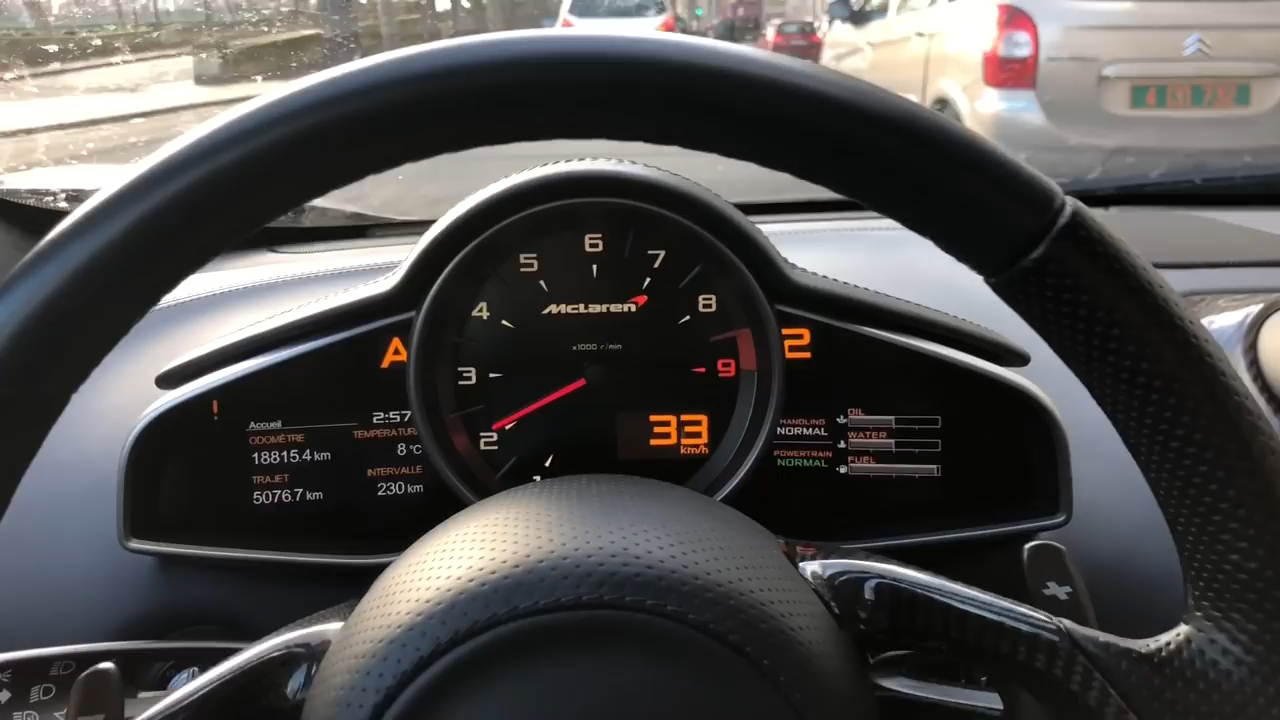 6
5
7
4
8
McLaren
x1000 r/min
A
2
3
9
2
33
km/h
1
!
Accueil
2:57
ODOMÈTRE
TEMPÉRATUR
18815.4 km
8 °C
TRAJET
INTERVALLE
5076.7 km
230 km
HANDLING
NORMAL
POWERTRAIN
NORMAL
OIL
WATER
FUEL
+